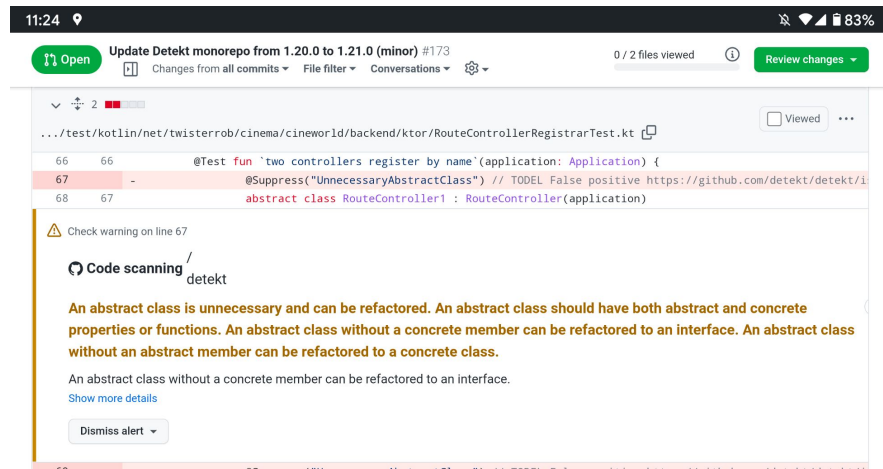 11:24 83%
Open Update Detekt monorepo from 1.20.0 to 1.21.0 (minor) #173 0 / 2 files viewed Review changes
Changes from all commits File filter Conversations
2
.../test/kotlin/net/twisterrob/cinema/cineworld/backend/ktor/RouteControllerRegistrarTest.kt Viewed ...
66 66 @Test fun `two controllers register by name`(application: Application) {
67 - @Suppress("UnnecessaryAbstractClass") // TODEL False positive https://github.com/detekt/detekt/i
68 67 abstract class RouteController1 : RouteController(application)
Check warning on line 67
Code scanning /
detekt
An abstract class is unnecessary and can be refactored. An abstract class should have both abstract and concrete
properties or functions. An abstract class without a concrete member can be refactored to an interface. An abstract class
without an abstract member can be refactored to a concrete class.
An abstract class without a concrete member can be refactored to an interface.
Show more details
Dismiss alert